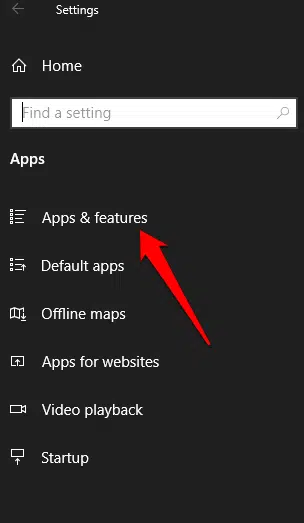 Settings
Home
Find a setting
Apps
Apps & features
Default apps
Offline maps
Apps for websites
Video playback
Startup